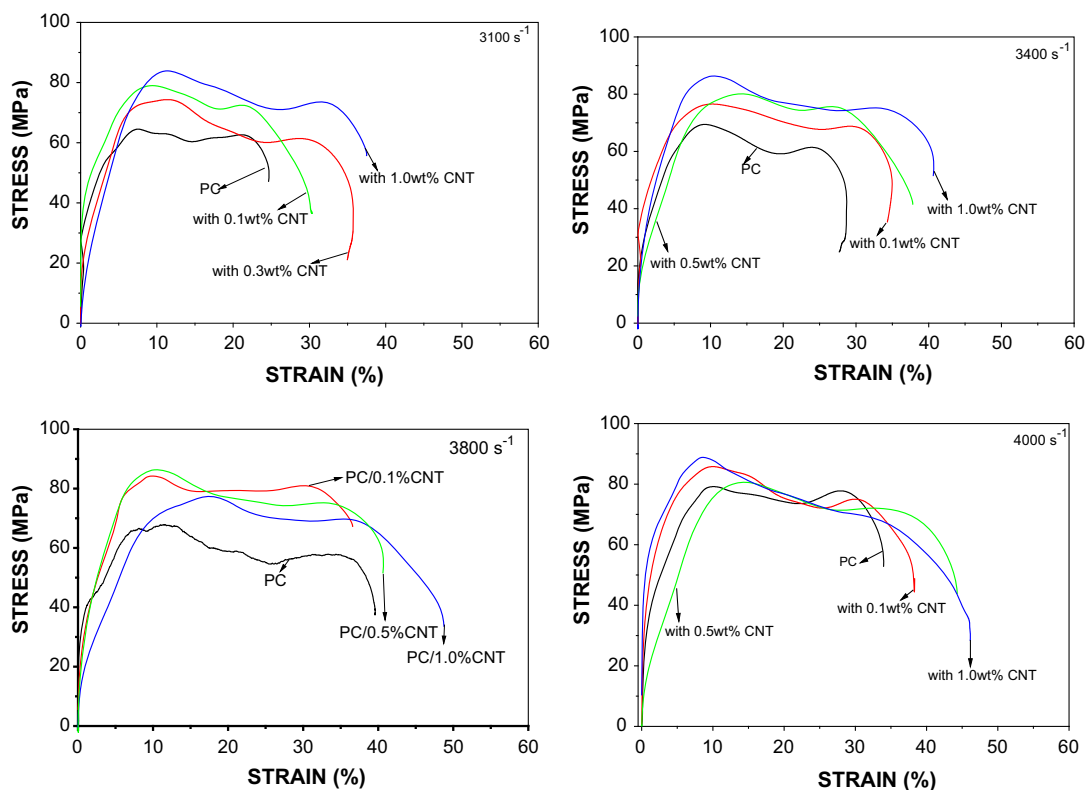 3100 s-1
STRESS (MPa)
100
80
60
40
20
0
PC
with 0.1wt% CNT
with 0.3wt% CNT
with 1.0wt% CNT
0 10 20 30 40 50 60
STRAIN (%)
3400 s-1
STRESS (MPa)
100
80
60
40
20
0
PC
with 0.5wt% CNT
with 0.1wt% CNT
with 1.0wt% CNT
0 10 20 30 40 50 60
STRAIN (%)
3800 s-1
STRESS (MPa)
100
80
60
40
20
0
PC/0.1%CNT
PC
PC/0.5%CNT
PC/1.0%CNT
0 10 20 30 40 50 60
STRAIN (%)
4000 s-1
STRESS (MPa)
100
80
60
40
20
0
PC
with 0.1wt% CNT
with 0.5wt% CNT
with 1.0wt% CNT
0 10 20 30 40 50 60
STRAIN (%)